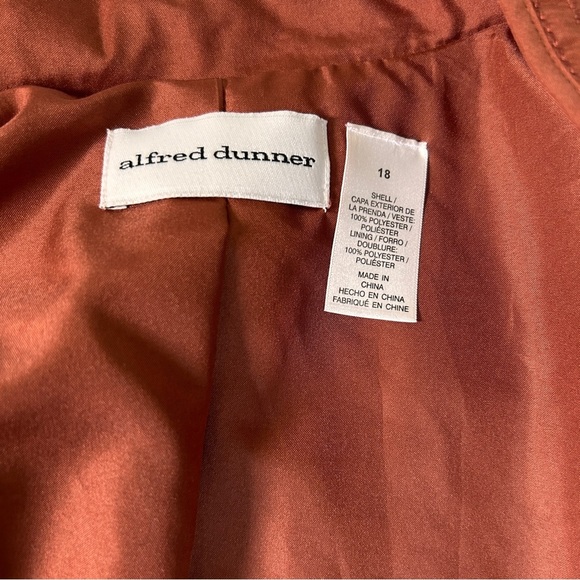 alfred dunner
18
SHELL /
CAPA EXTERIOR DE
LA PRENDA / VESTE:
100% POLYESTER /
POLIÉSTER
LINING / FORRO /
DOUBLURE:
100% POLYESTER /
POLIÉSTER
MADE IN
CHINA
HECHO EN CHINA
FABRIQUÉ EN CHINE